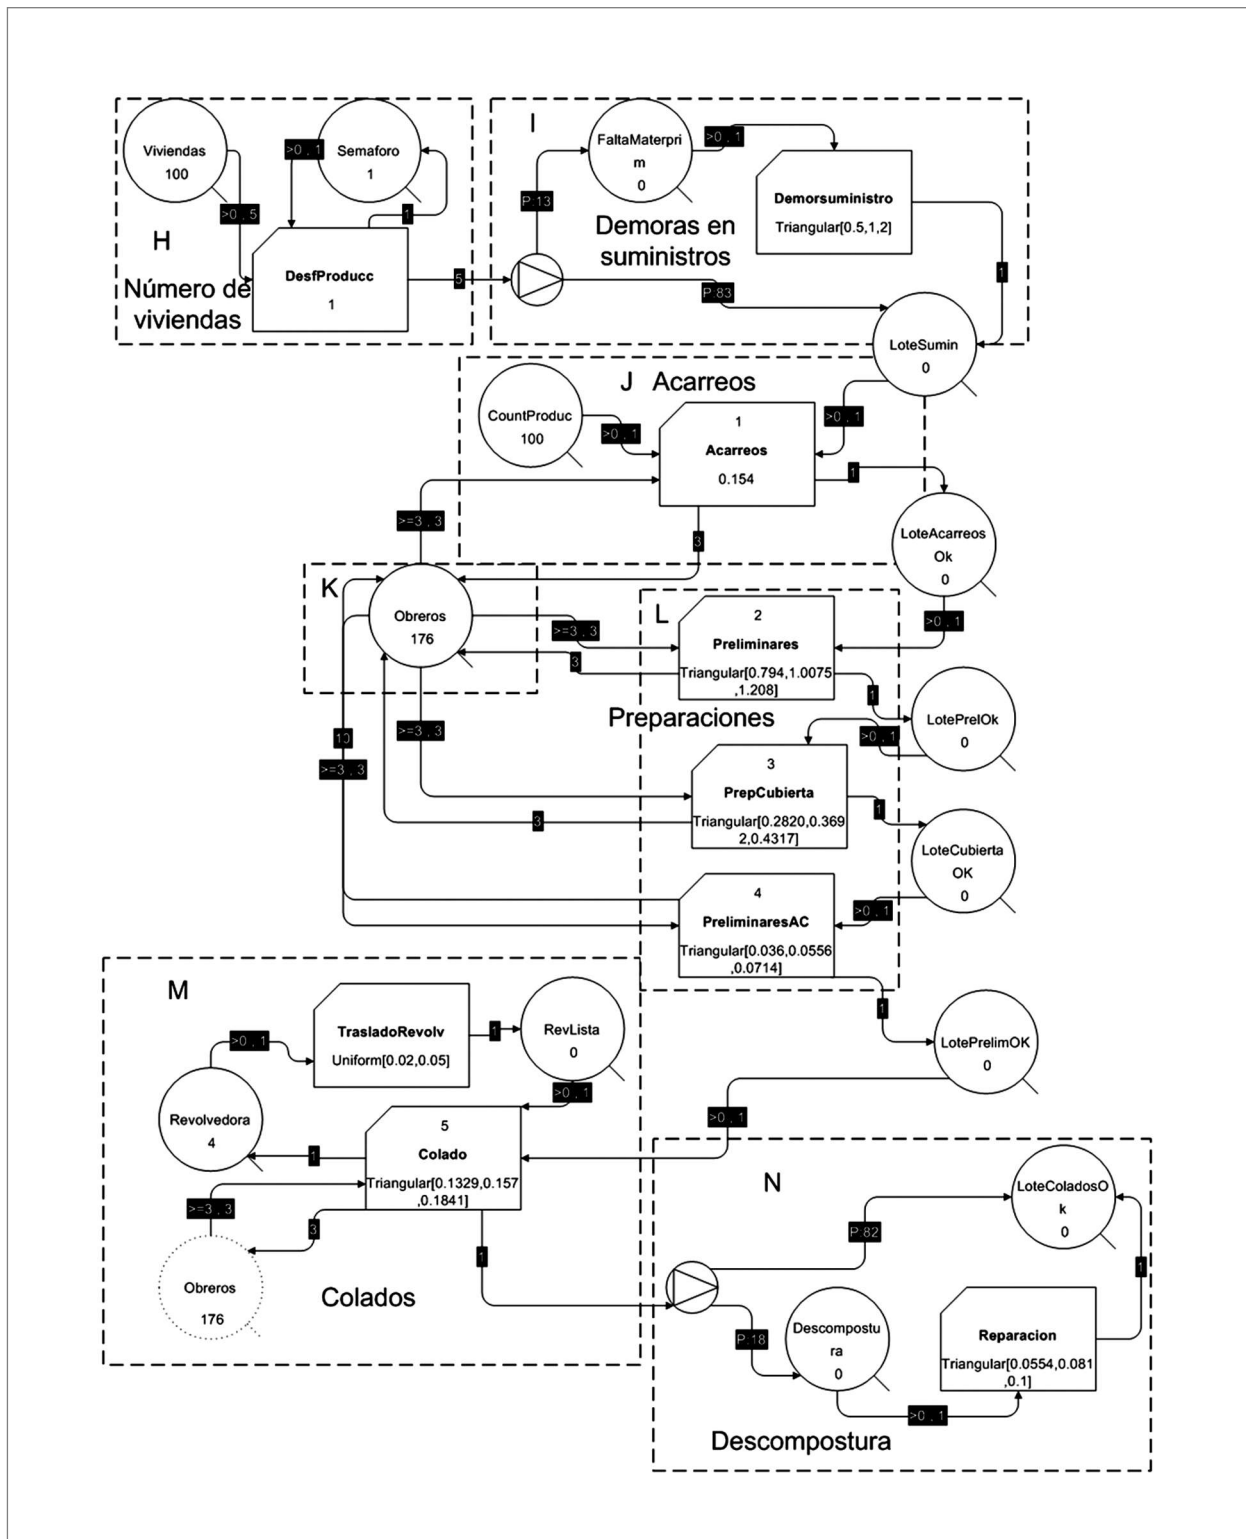 Viviendas
100
>0 , 5
>0 , 1
Semaforo
1
1
H
DesfProducc
1
Número de
viviendas
5
I
P:13
FaltaMaterpri
m
0
>0 , 1
Demorsuministro
Triangular[0.5,1,2]
Demoras en
suministros
P:83
1
LoteSumin
0
J Acarreos
CountProduc
100
>0 , 1
1
Acarreos
0.154
>0 , 1
1
>=3 , 3
3
LoteAcarreos
Ok
0
K
Obreros
176
>=3 , 3
3
L
2
Preliminares
Triangular[0.794,1.0075
,1.208]
>0 , 1
1
LotePrelOk
0
Preparaciones
>=3 , 3
>0 , 1
10
>=3 , 3
3
PrepCubierta
Triangular[0.2820,0.369
2,0.4317]
3
1
LoteCubierta
OK
0
4
PreliminaresAC
Triangular[0.036,0.0556
,0.0714]
>0 , 1
1
LotePrelimOK
0
M
>0 , 1
TrasladoRevolv
Uniform[0.02,0.05]
1
RevLista
0
>0 , 1
>0 , 1
Revolvedora
4
1
5
Colado
Triangular[0.1329,0.157
,0.1841]
>=3 , 3
3
1
Obreros
176
Colados
N
LoteColadosO
k
0
P:82
1
P:18
Descompostu
ra
0
Reparacion
Triangular[0.0554,0.081
,0.1]
>0 , 1
Descompostura